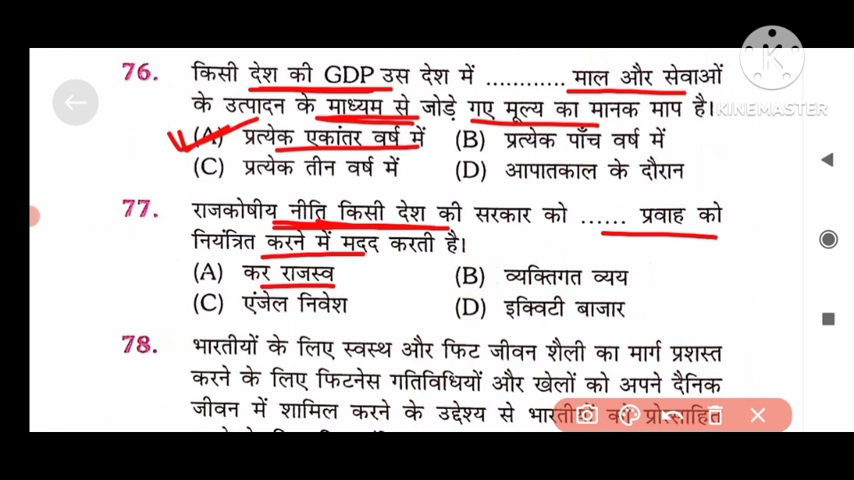 76. किसी देश की GDP उस देश में ............ माल और सेवाओं
के उत्पादन के माध्यम से जोड़े गए मूल्य का मानक माप है।
(A) प्रत्येक एकांतर वर्ष में (B) प्रत्येक पाँच वर्ष में
(C) प्रत्येक तीन वर्ष में (D) आपातकाल के दौरान
77. राजकोषीय नीति किसी देश की सरकार को ...... प्रवाह को
नियंत्रित करने में मदद करती है।
(A) कर राजस्व (B) व्यक्तिगत व्यय
(C) एंजेल निवेश (D) इक्विटी बाजार
78. भारतीयों के लिए स्वस्थ और फिट जीवन शैली का मार्ग प्रशस्त
करने के लिए फिटनेस गतिविधियों और खेलों को अपने दैनिक
जीवन में शामिल करने के उद्देश्य से भारतीयों को प्रोत्साहित
KINEMASTER